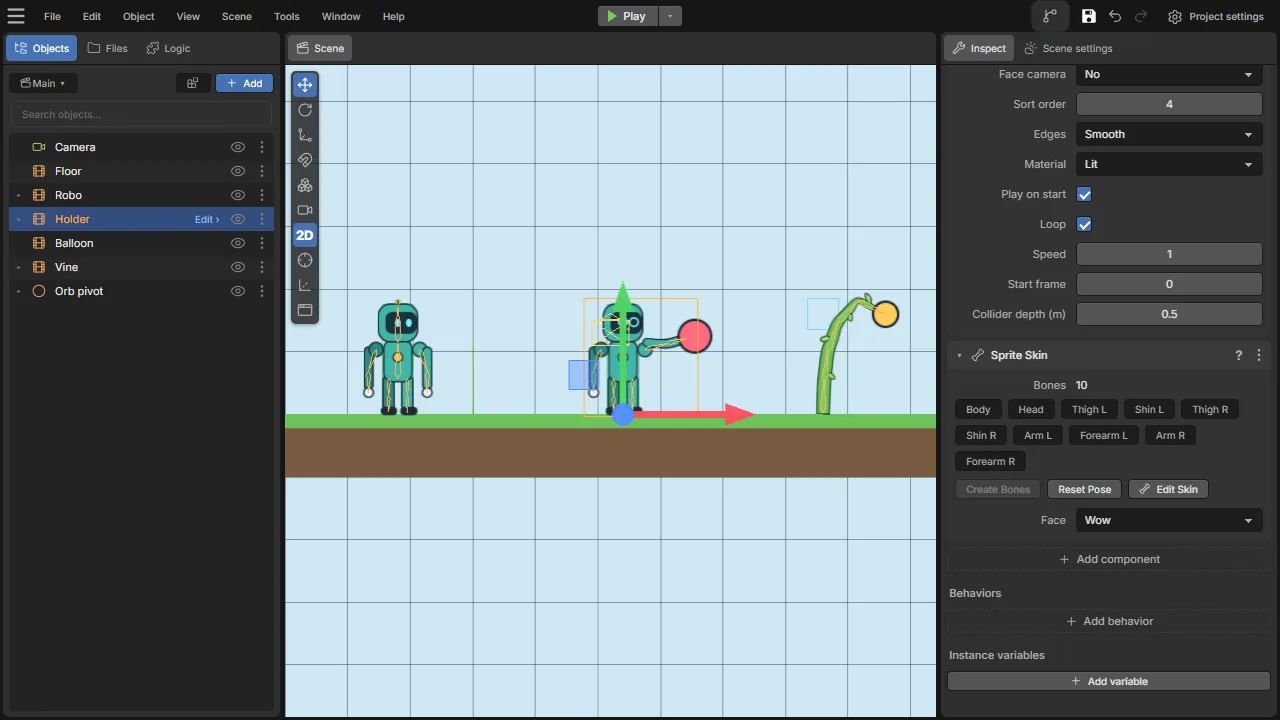 File Edit Object View Scene Tools Window Help
Play
Project settings
Objects Files Logic
Scene
Inspect Scene settings
Main
Add
Search objects...
Camera
Floor
Robo
Holder Edit ›
Balloon
Vine
Orb pivot
2D
Face camera No
Sort order 4
Edges Smooth
Material Lit
Play on start
Loop
Speed 1
Start frame 0
Collider depth (m) 0.5
Sprite Skin ?
Bones 10
Body Head Thigh L Shin L Thigh R
Shin R Arm L Forearm L Arm R
Forearm R
Create Bones Reset Pose Edit Skin
Face Wow
+ Add component
Behaviors
+ Add behavior
Instance variables
+ Add variable